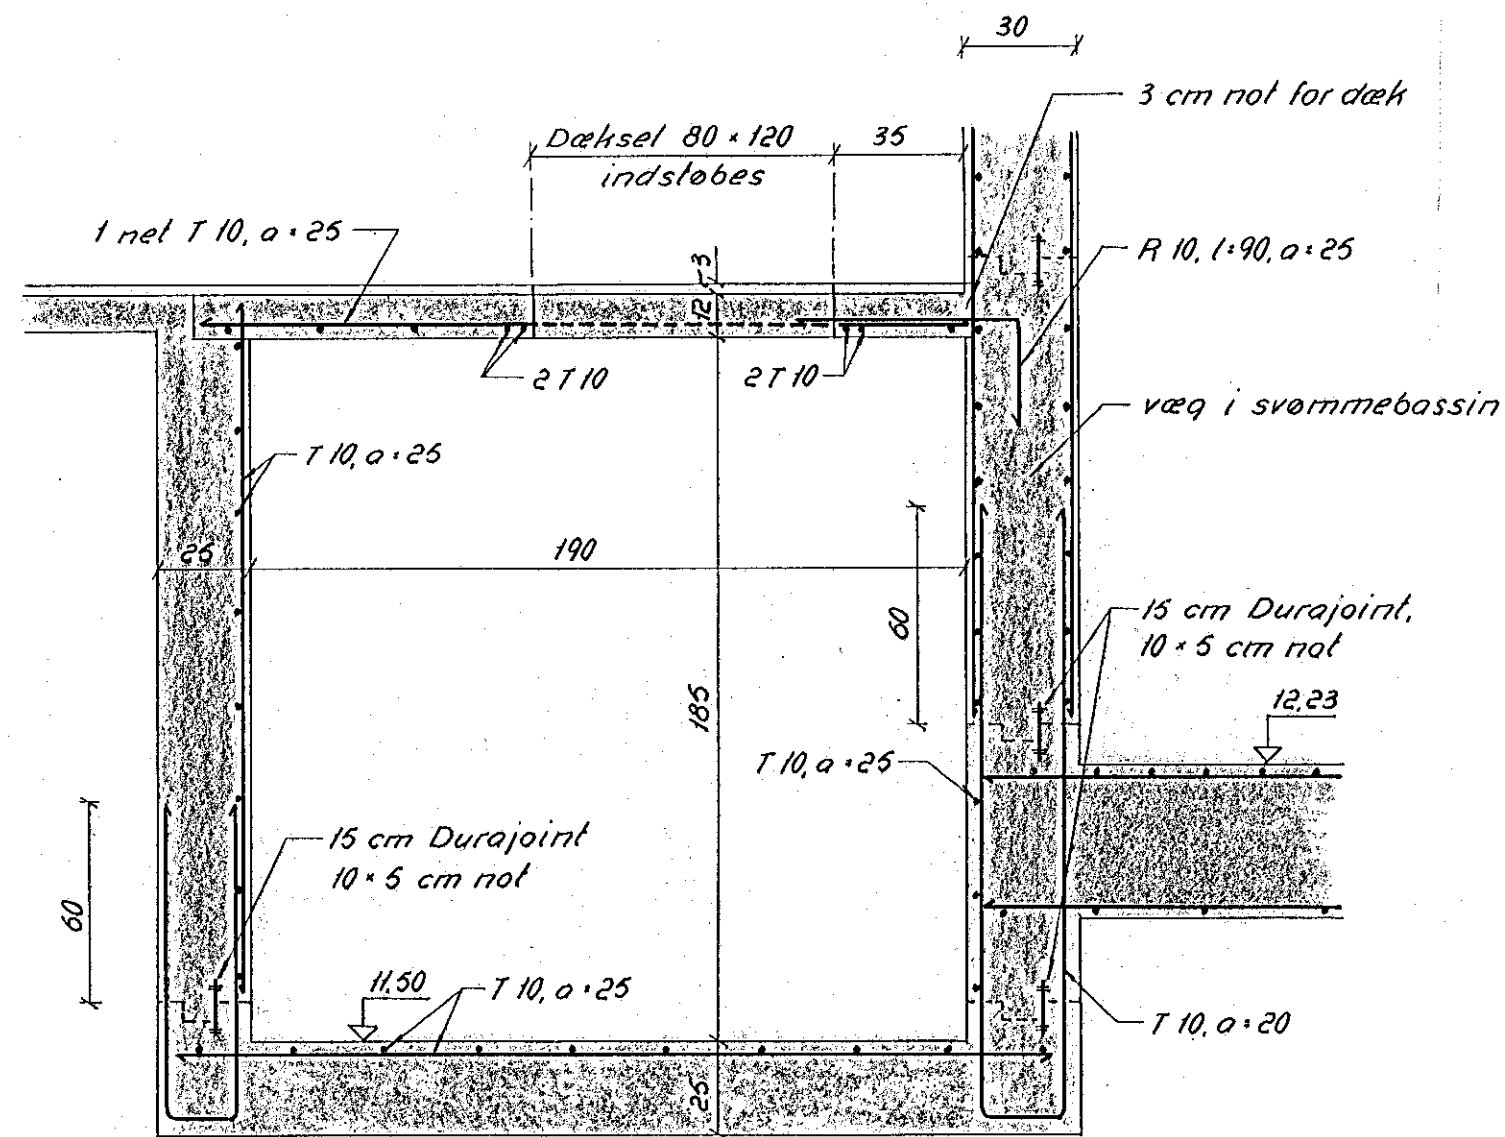 30
3 cm not for dæk
Dæksel 80 × 120
35
indstøbes
1 net T 10, a = 25
3
R 10, l = 90, a = 25
12
2 T 10
2 T 10
væg i svømmebassin
T 10, a = 25
25
190
60
15 cm Durajoint,
10 × 5 cm not
185
12,23
T 10, a = 25
15 cm Durajoint
10 × 5 cm not
60
11.50
T 10, a = 25
T 10, a = 20
25